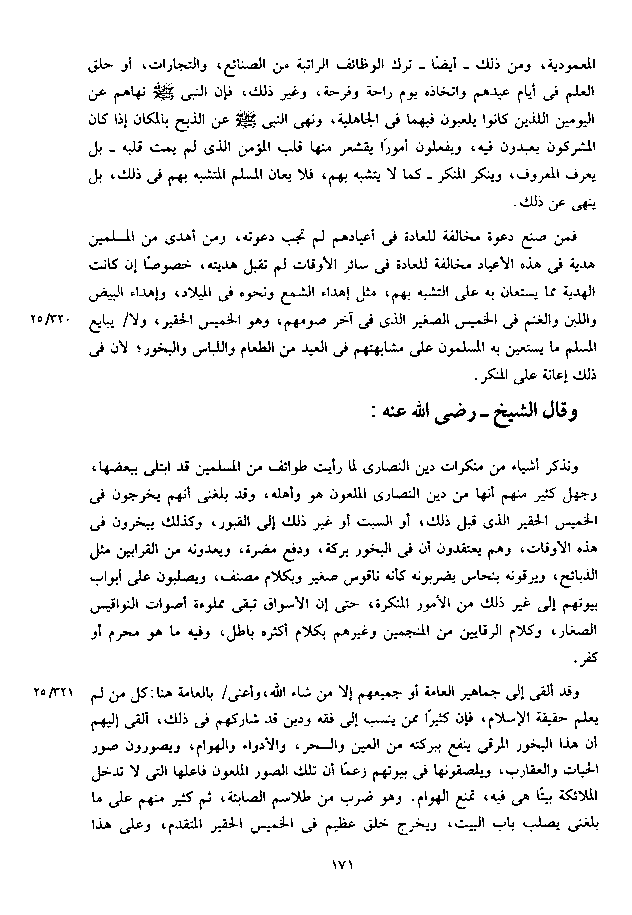 المعمودية، ومن ذلك ـ أيضًا ـ ترك الوظائف الراتبة من الصنائع، والتجارات، أو حلق
العلم فى أيام عيدهم واتخاذه يوم راحة وفرحة، وغير ذلك، فإن النبى ﷺ نهاهم عن
اليومين اللذين كانوا يلعبون فيهما فى الجاهلية، ونهى النبى ﷺ عن الذبح بالمكان إذا كان
المشركون يعبدون فيه، ويفعلون أمورًا يقشعر منها قلب المؤمن الذى لم يمت قلبه ـ بل
يعرف المعروف، وينكر المنكر ـ كما لا يتشبه بهم، فلا يعان المسلم المتشبه بهم فى ذلك، بل
ينهى عن ذلك.
فمن صنع دعوة مخالفة للعادة فى أعيادهم لم تجب دعوته، ومن أهدى من المسلمين
هدية فى هذه الأعياد مخالفة للعادة فى سائر الأوقات لم تقبل هديته، خصوصًا إن كانت
الهدية مما يستعان به على التشبه بهم، مثل إهداء الشمع ونحوه فى الميلاد، وإهداء البيض
واللبن والغنم فى الخميس الصغير الذى فى آخر صومهم، وهو الخميس الحقير، ولا/ يبايع ٢٥/٣٢٠
المسلم ما يستعين به المسلمون على مشابهتهم فى العيد من الطعام واللباس والبخور؛ لأن فى
ذلك إعانة على المنكر.
وقال الشيخ ـ رضى الله عنه :
ونذكر أشياء من منكرات دين النصارى لما رأيت طوائف من المسلمين قد ابتلى ببعضها،
وجهل كثير منهم أنها من دين النصارى الملعون هو وأهله، وقد بلغنى أنهم يخرجون فى
الخميس الحقير الذى قبل ذلك، أو السبت أو غير ذلك إلى القبور، وكذلك يبخرون فى
هذه الأوقات، وهم يعتقدون أن فى البخور بركة، ودفع مضرة، ويعدونه من القرابين مثل
الذبائح، ويرقونه بنحاس يضربونه كأنه ناقوس صغير وبكلام مصنف، ويصلبون على أبواب
بيوتهم إلى غير ذلك من الأمور المنكرة، حتى إن الأسواق تبقى مملوءة أصوات النواقيس
الصغار، وكلام الرقايين من المنجمين وغيرهم بكلام أكثره باطل، وفيه ما هو محرم أو
كفر.
وقد ألقى إلى جماهير العامة أو جميعهم إلا من شاء الله، وأعنى/ بالعامة هنا: كل من لم ٢٥/٣٢١
يعلم حقيقة الإسلام، فإن كثيرًا ممن ينسب إلى فقه ودين قد شاركهم فى ذلك، ألقى إليهم
أن هذا البخور المرقى ينفع ببركته من العين والسحر، والأدواء والهوام، ويصورون صور
الحيات والعقارب، ويلصقونها فى بيوتهم زعمًا أن تلك الصور الملعون فاعلها التى لا تدخل
الملائكة بيتًا هى فيه، تمنع الهوام. وهو ضرب من طلاسم الصابئة، ثم كثير منهم على ما
بلغنى يصلب باب البيت، ويخرج خلق عظيم فى الخميس الحقير المتقدم، وعلى هذا
١٧١